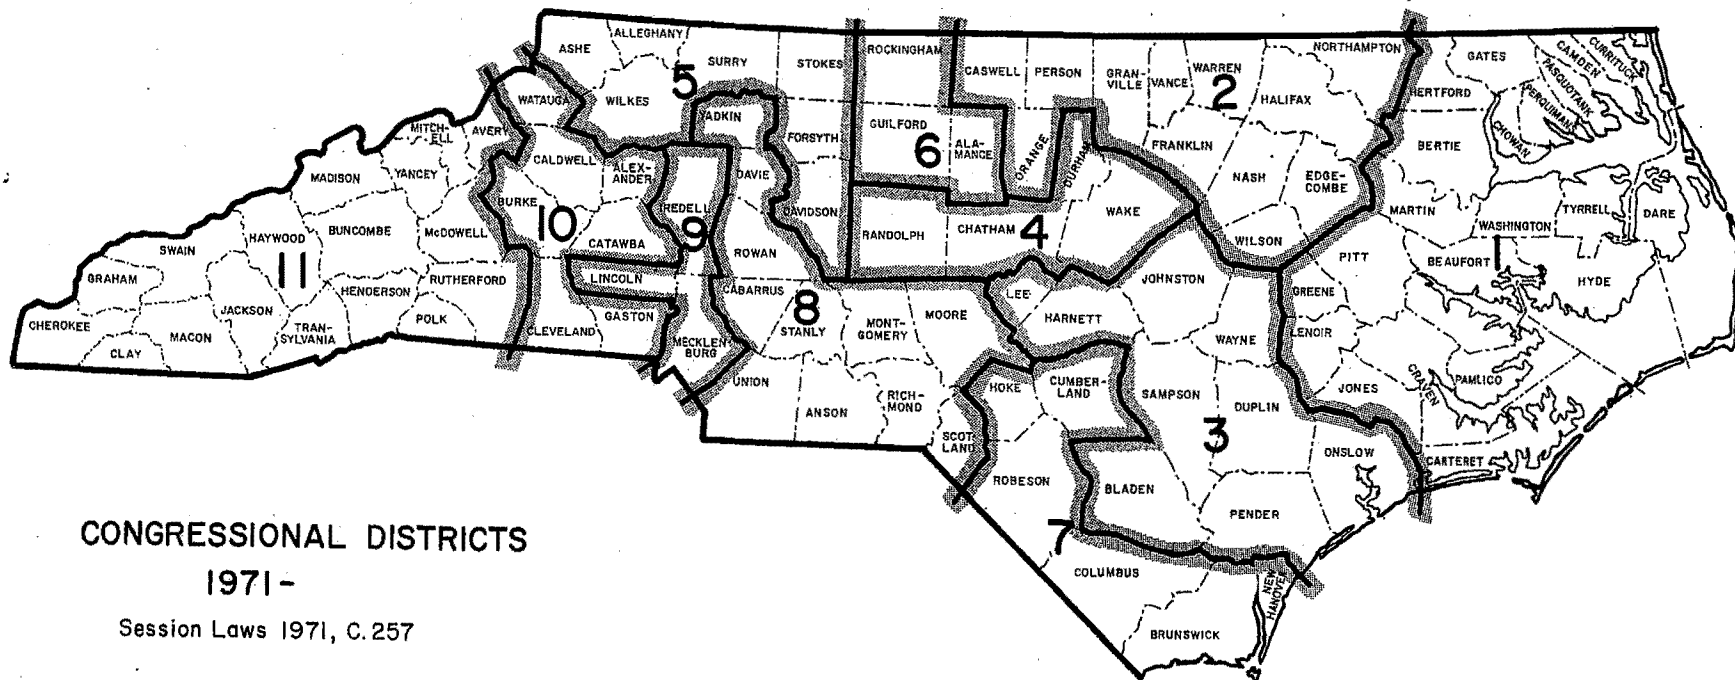 ALLEGHANY
ASHE
SURRY
STOKES
ROCKINGHAM
CASWELL
PERSON
GRAN-
VILLE
VANCE
WARREN
NORTHAMPTON
GATES
CURRITUCK
CAMDEN
PASQUOTANK
PERQUIMANS
CHOWAN
5
2
WATAUGA
WILKES
YADKIN
FORSYTH
GUILFORD
6
ALA-
MANCE
ORANGE
DURHAM
FRANKLIN
HALIFAX
HERTFORD
BERTIE
MITCH-
ELL
AVERY
CALDWELL
ALEX-
ANDER
DAVIE
NASH
EDGE-
COMBE
MADISON
YANCEY
BURKE
IREDELL
DAVIDSON
WAKE
MARTIN
WASHINGTON
TYRRELL
DARE
SWAIN
HAYWOOD
BUNCOMBE
McDOWELL
10
CATAWBA
9
ROWAN
RANDOLPH
CHATHAM
4
WILSON
PITT
BEAUFORT
1
HYDE
GRAHAM
11
HENDERSON
RUTHERFORD
LINCOLN
CABARRUS
JOHNSTON
GREENE
CHEROKEE
JACKSON
MACON
CLAY
TRAN-
SYLVANIA
POLK
CLEVELAND
GASTON
MECKLEN-
BURG
8
STANLY
MONT-
GOMERY
MOORE
LEE
HARNETT
WAYNE
LENOIR
CRAVEN
PAMLICO
JONES
UNION
ANSON
RICH-
MOND
HOKE
CUMBER-
LAND
SAMPSON
DUPLIN
3
SCOT-
LAND
ROBESON
BLADEN
ONSLOW
CARTERET
PENDER
7
COLUMBUS
NEW
HANOVER
BRUNSWICK
CONGRESSIONAL DISTRICTS
1971-
Session Laws 1971, C. 257